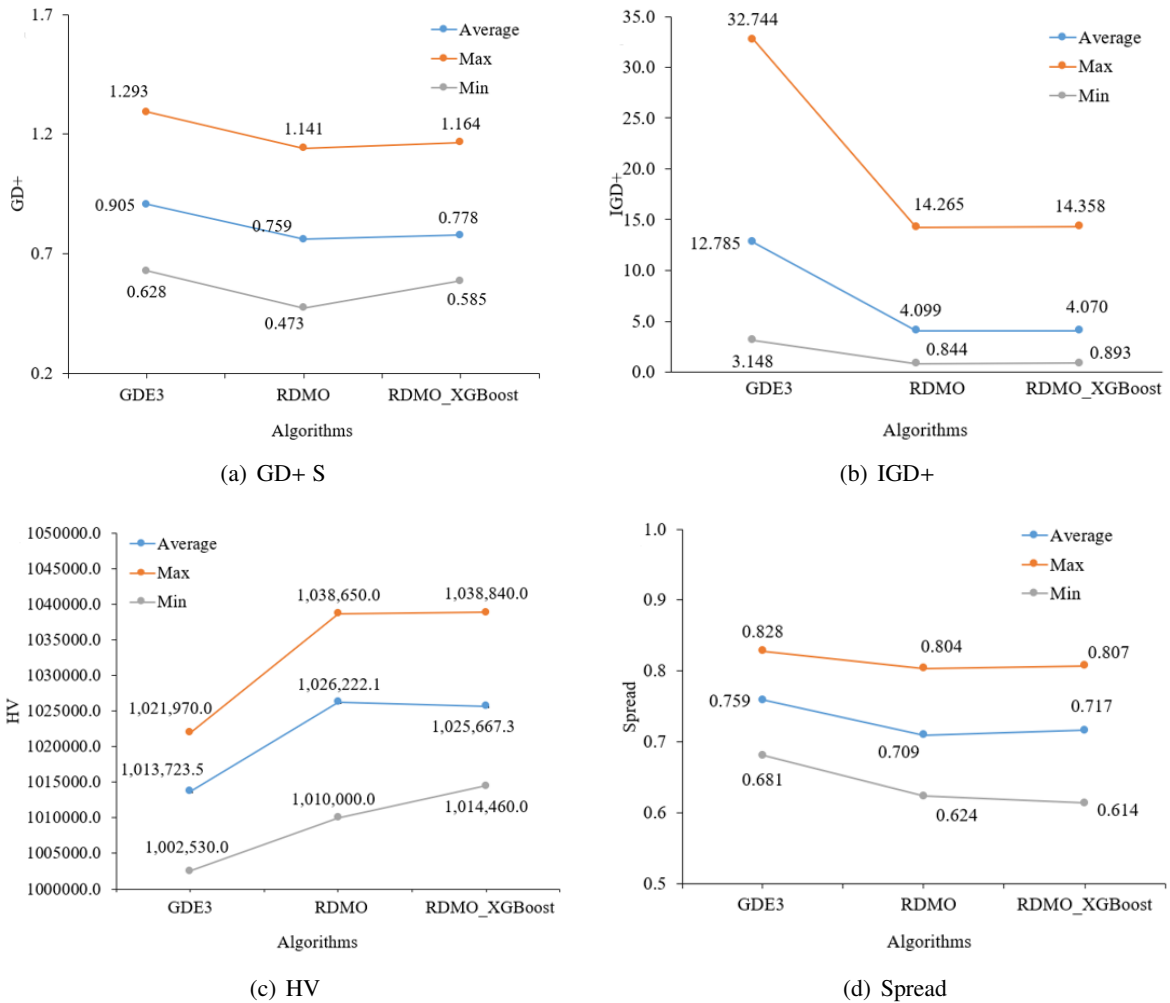 1.7
1.2
0.7
0.2
GD+
Average
Max
Min
1.293
1.141
1.164
0.905
0.759
0.778
0.628
0.473
0.585
GDE3 RDMO RDMO_XGBoost
Algorithms
(a) GD+ S
35.0
30.0
25.0
20.0
15.0
10.0
5.0
0.0
IGD+
Average
Max
Min
32.744
14.265
14.358
12.785
4.099
4.070
3.148
0.844
0.893
GDE3 RDMO RDMO_XGBoost
Algorithms
(b) IGD+
1050000.0
1045000.0
1040000.0
1035000.0
1030000.0
1025000.0
1020000.0
1015000.0
1010000.0
1005000.0
1000000.0
HV
Average
Max
Min
1,021,970.0
1,038,650.0
1,038,840.0
1,013,723.5
1,026,222.1
1,025,667.3
1,002,530.0
1,010,000.0
1,014,460.0
GDE3 RDMO RDMO_XGBoost
Algorithms
(c) HV
1.0
0.9
0.8
0.7
0.6
0.5
Spread
Average
Max
Min
0.828
0.804
0.807
0.759
0.709
0.717
0.681
0.624
0.614
GDE3 RDMO RDMO_XGBoost
Algorithms
(d) Spread